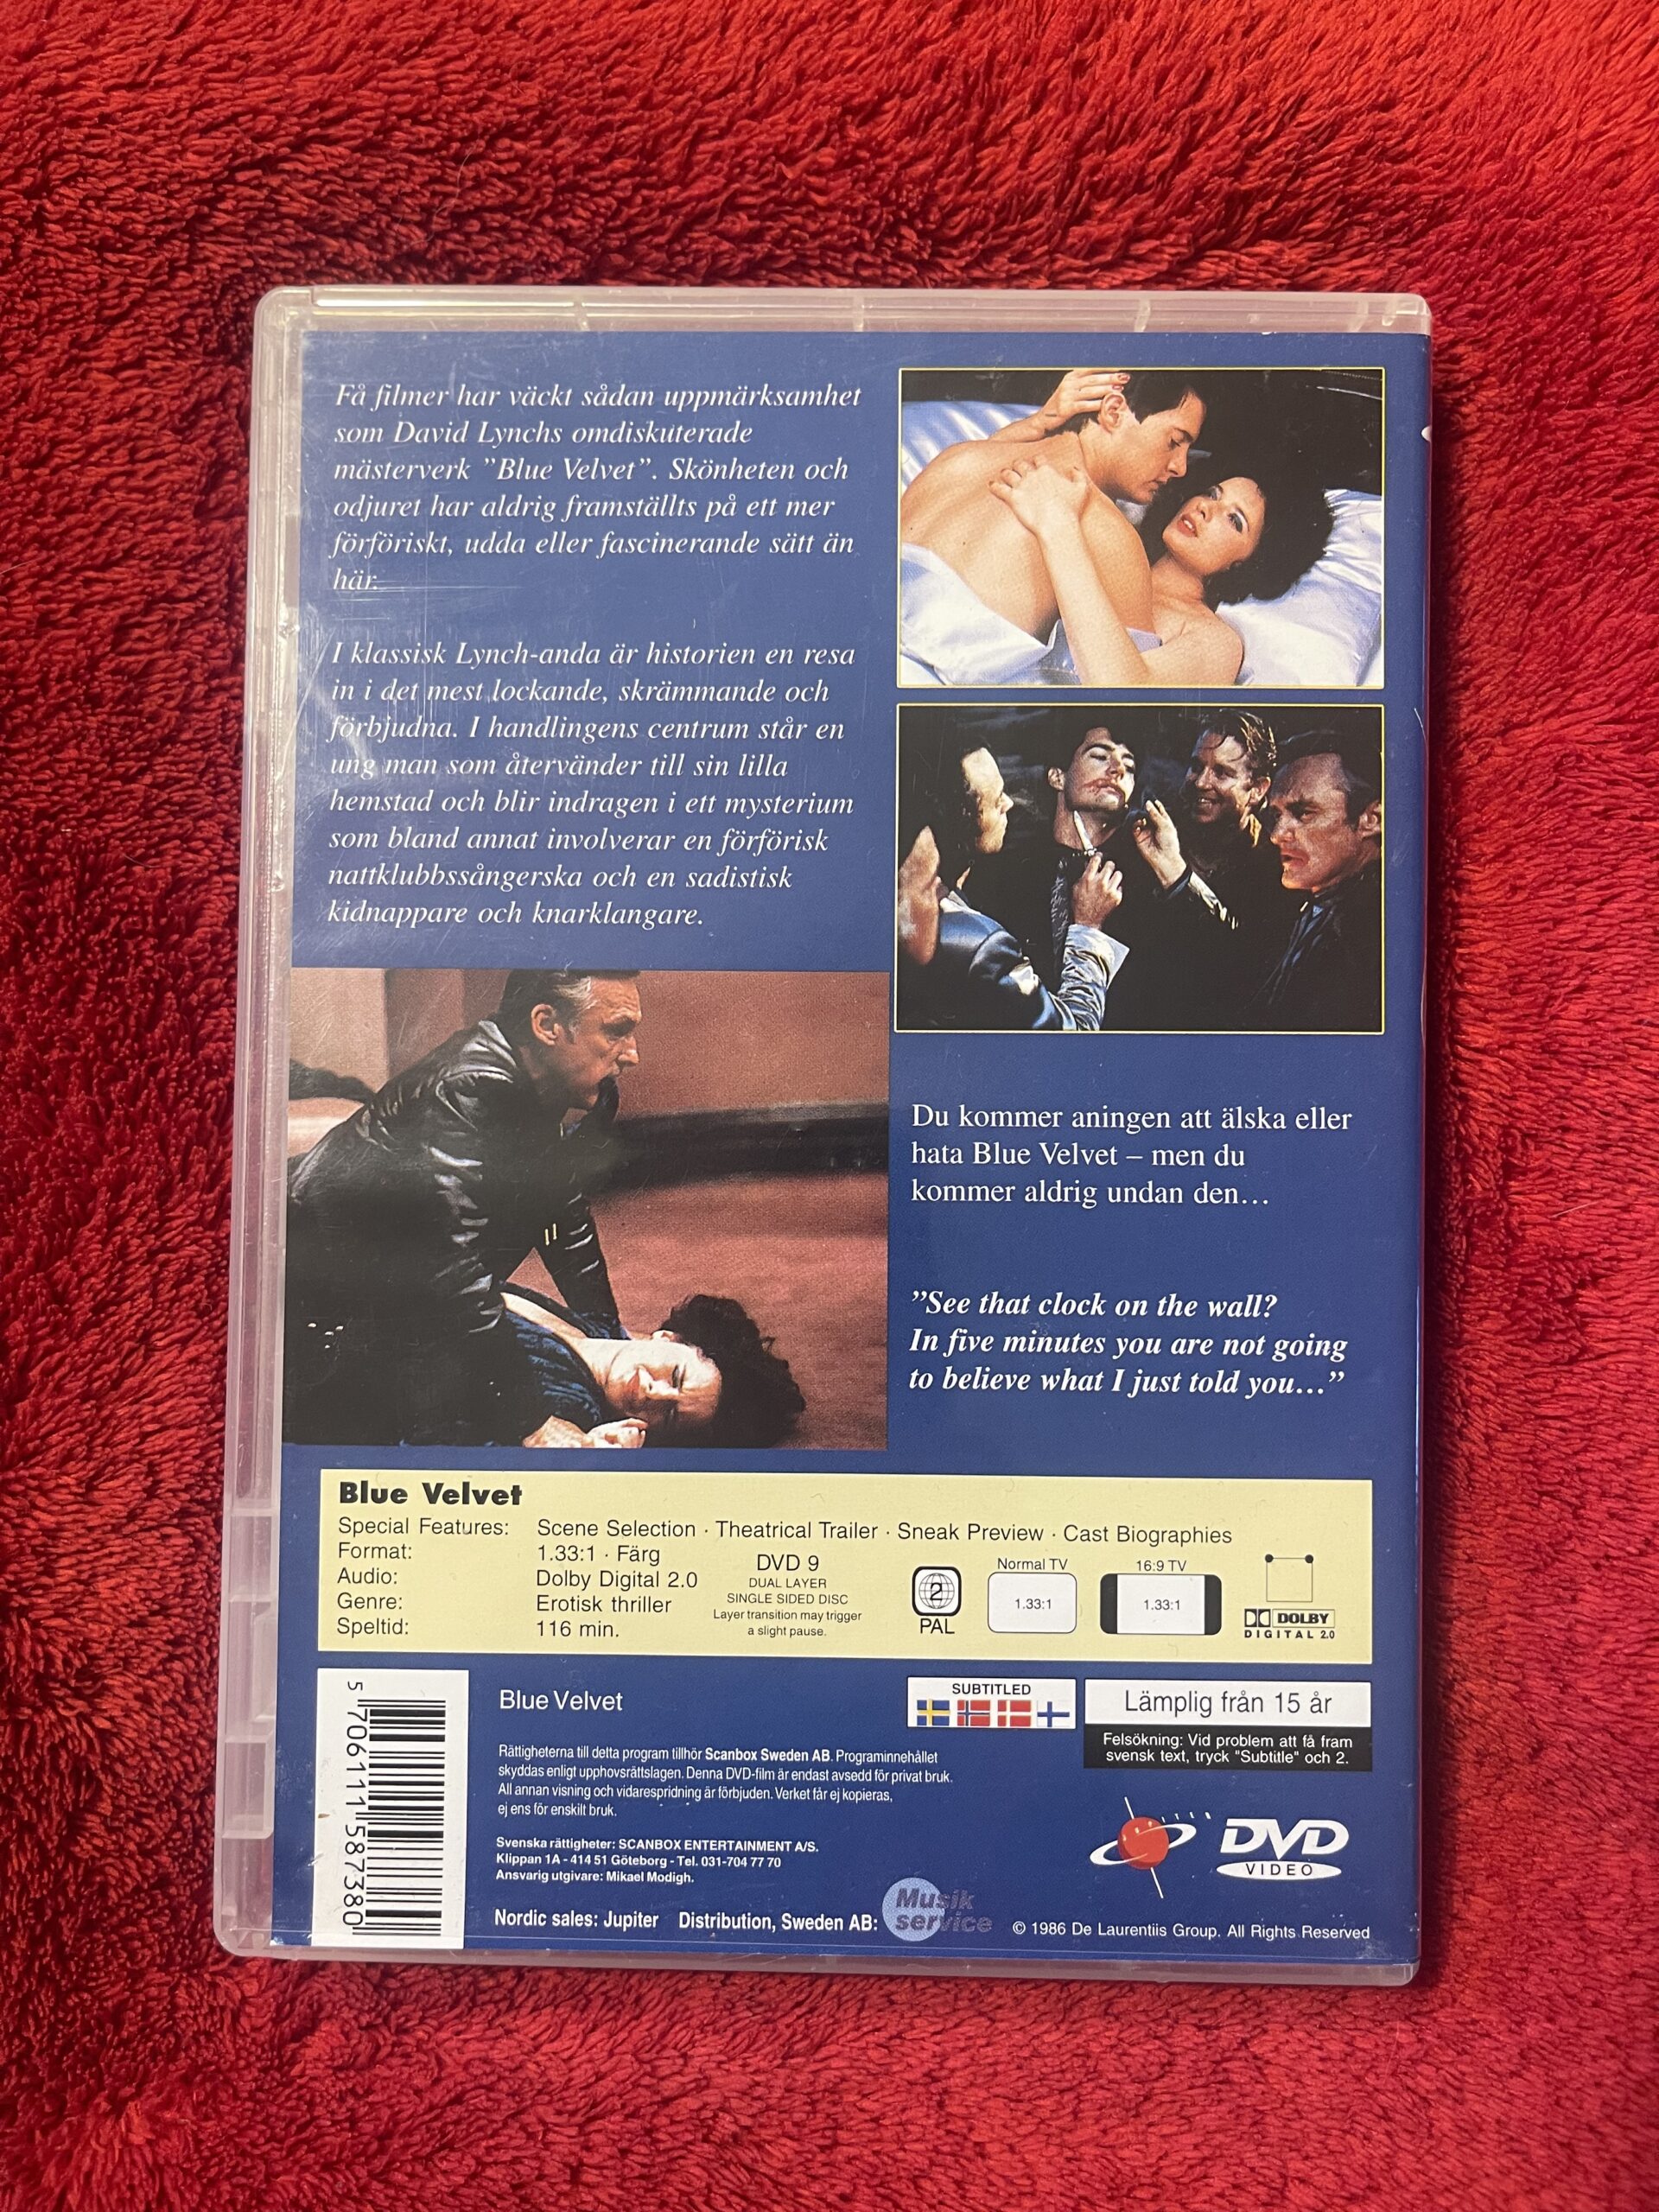 Få filmer har väckt sådan uppmärksamhet
som David Lynchs omdiskuterade
mästerverk ”Blue Velvet”. Skönheten och
odjuret har aldrig framställts på ett mer
förföriskt, udda eller fascinerande sätt än
här.
I klassisk Lynch-anda är historien en resa
in i det mest lockande, skrämmande och
förbjudna. I handlingens centrum står en
ung man som återvänder till sin lilla
hemstad och blir indragen i ett mysterium
som bland annat involverar en förförisk
nattklubbssångerska och en sadistisk
kidnappare och knarklangare.
Du kommer aningen att älska eller
hata Blue Velvet – men du
kommer aldrig undan den…
”See that clock on the wall?
In five minutes you are not going
to believe what I just told you…”
Blue Velvet
Special Features: Scene Selection · Theatrical Trailer · Sneak Preview · Cast Biographies
Format: 1.33:1 · Färg
Audio: Dolby Digital 2.0
Genre: Erotisk thriller
Speltid: 116 min.
DVD 9
DUAL LAYER
SINGLE SIDED DISC
Layer transition may trigger
a slight pause.
2
PAL
Normal TV
1.33:1
16:9 TV
1.33:1
DOLBY
DIGITAL 2.0
5 706111 587380
Blue Velvet
SUBTITLED
Lämplig från 15 år
Felsökning: Vid problem att få fram
svensk text, tryck "Subtitle" och 2.
Rättigheterna till detta program tillhör Scanbox Sweden AB. Programinnehållet
skyddas enligt upphovsrättslagen. Denna DVD-film är endast avsedd för privat bruk.
All annan visning och vidarespridning är förbjuden. Verket får ej kopieras,
ej ens för enskilt bruk.
Svenska rättigheter: SCANBOX ENTERTAINMENT A/S.
Klippan 1A - 414 51 Göteborg - Tel. 031-704 77 70
Ansvarig utgivare: Mikael Modigh.
DVD
VIDEO
Nordic sales: Jupiter Distribution, Sweden AB:
Musik
service
© 1986 De Laurentiis Group. All Rights Reserved